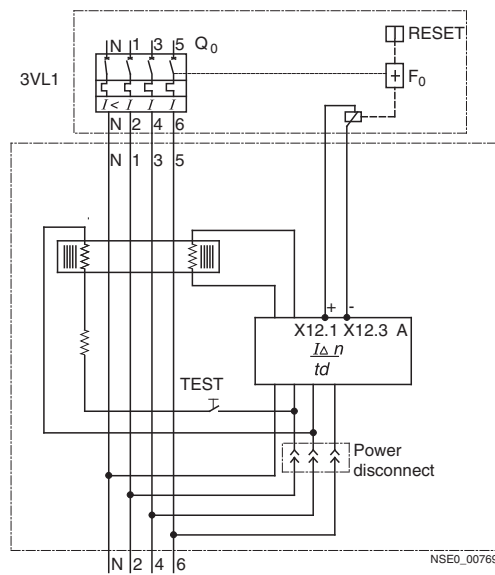 N 1 3 5 Q0
RESET
3VL1
F0
I < I I I
N 2 4 6
N 1 3 5
+ -
X12.1 X12.3 A
I∆ n
td
TEST
Power
disconnect
N 2 4 6
NSE0_00769